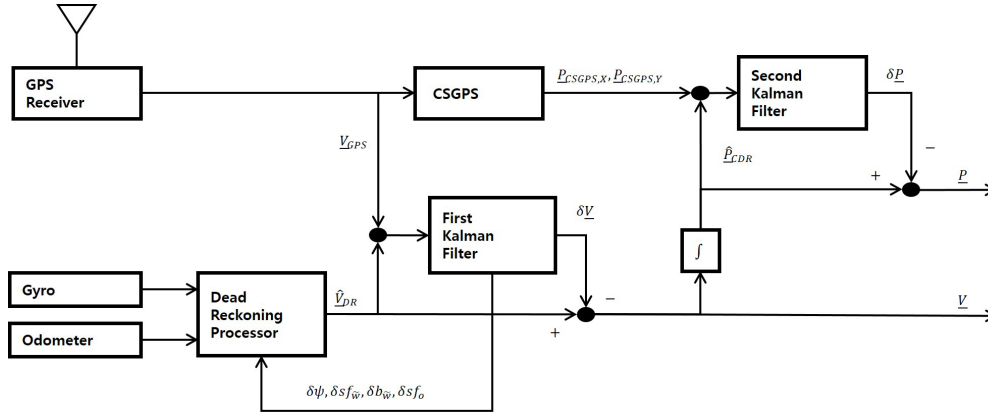 GPS
Receiver
CSGPS
P_CSGPS,X, P_CSGPS,Y
Second
Kalman
Filter
δP
V_GPS
P̂_CDR
−
+
P
First
Kalman
Filter
δV
∫
Gyro
Odometer
Dead
Reckoning
Processor
V̂_DR
−
+
V
δψ, δsf_w̃, δb_w̃, δsf_o